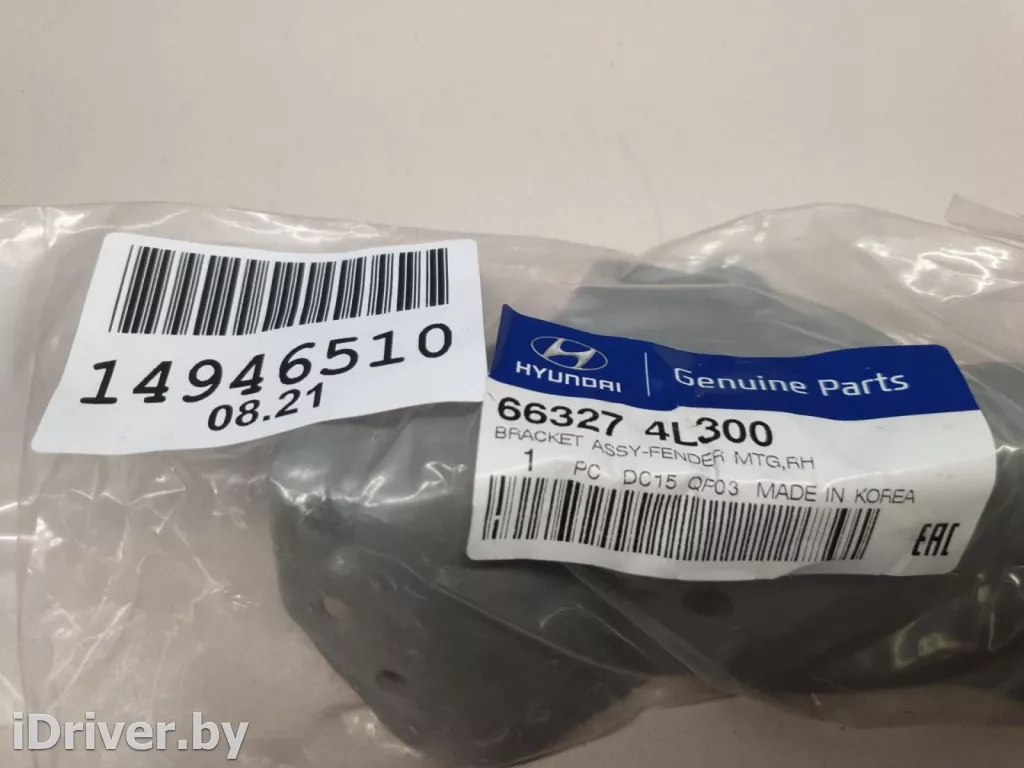 14946510
08.21
HYUNDAI
Genuine Parts
66327 4L300
BRACKET ASSY-FENDER MTG,RH
1 PC DC15 QF03 MADE IN KOREA
EAC
iDriver.by